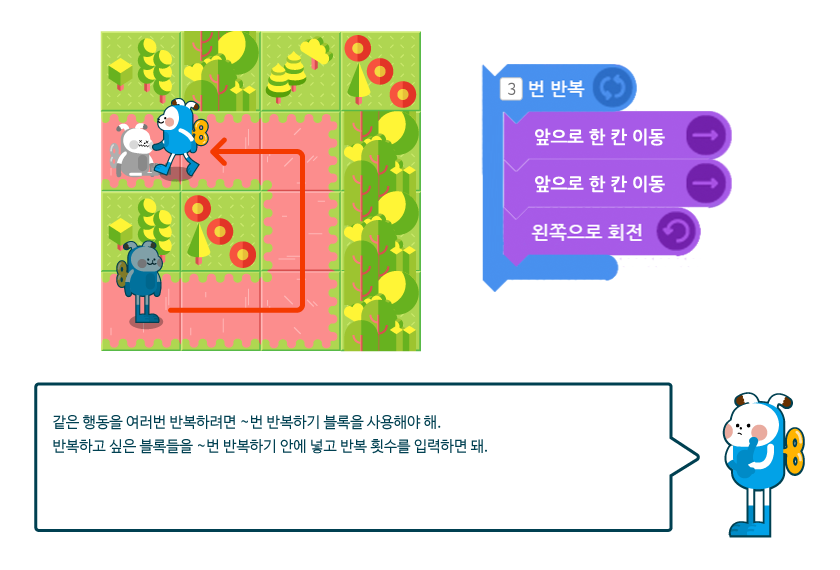 3 번 반복
앞으로 한 칸 이동
앞으로 한 칸 이동
왼쪽으로 회전
같은 행동을 여러번 반복하려면 ~번 반복하기 블록을 사용해야 해.
반복하고 싶은 블록들을 ~번 반복하기 안에 넣고 반복 횟수를 입력하면 돼.